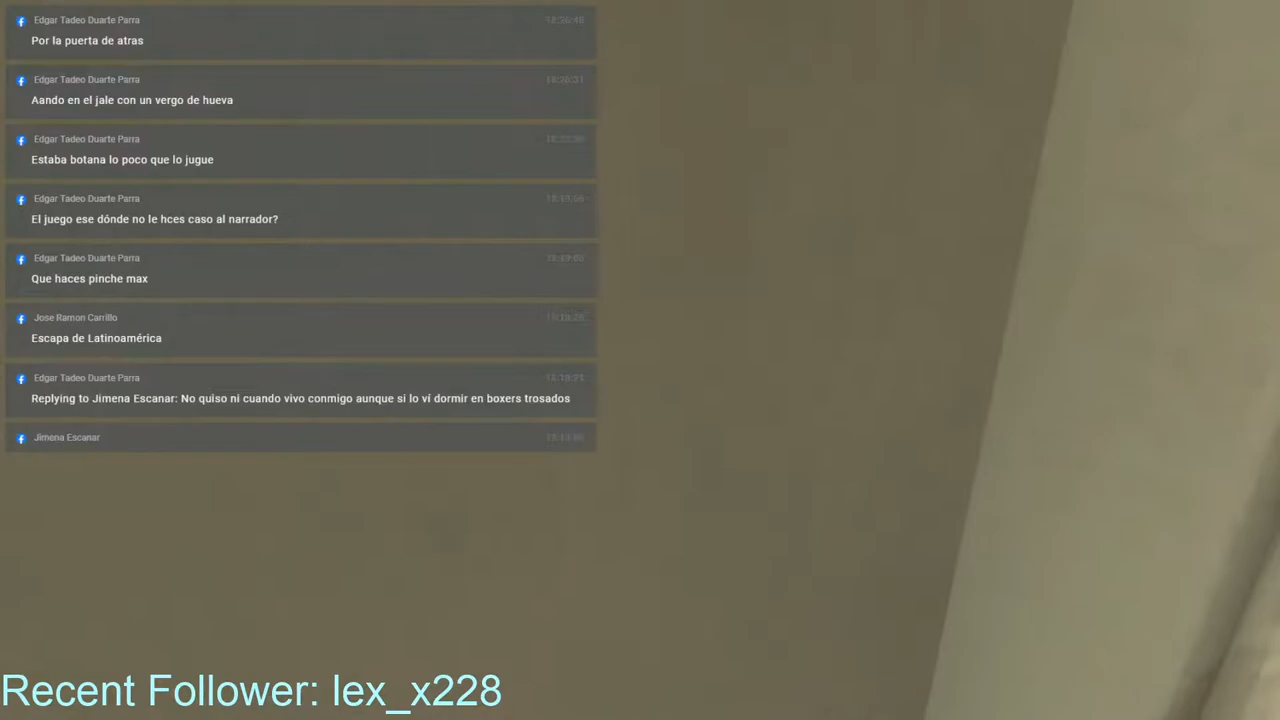 Edgar Tadeo Duarte Parra
Por la puerta de atras
Edgar Tadeo Duarte Parra
Aando en el jale con un vergo de hueva
Edgar Tadeo Duarte Parra
Estaba botana lo poco que lo jugue
Edgar Tadeo Duarte Parra
El juego ese dónde no le hces caso al narrador?
Edgar Tadeo Duarte Parra
Que haces pinche max
Jose Ramon Carrillo
Escapa de Latinoamérica
Edgar Tadeo Duarte Parra
Replying to Jimena Escanar: No quiso ni cuando vivo conmigo aunque si lo ví dormir en boxers trosados
Jimena Escanar
Recent Follower: lex_x228